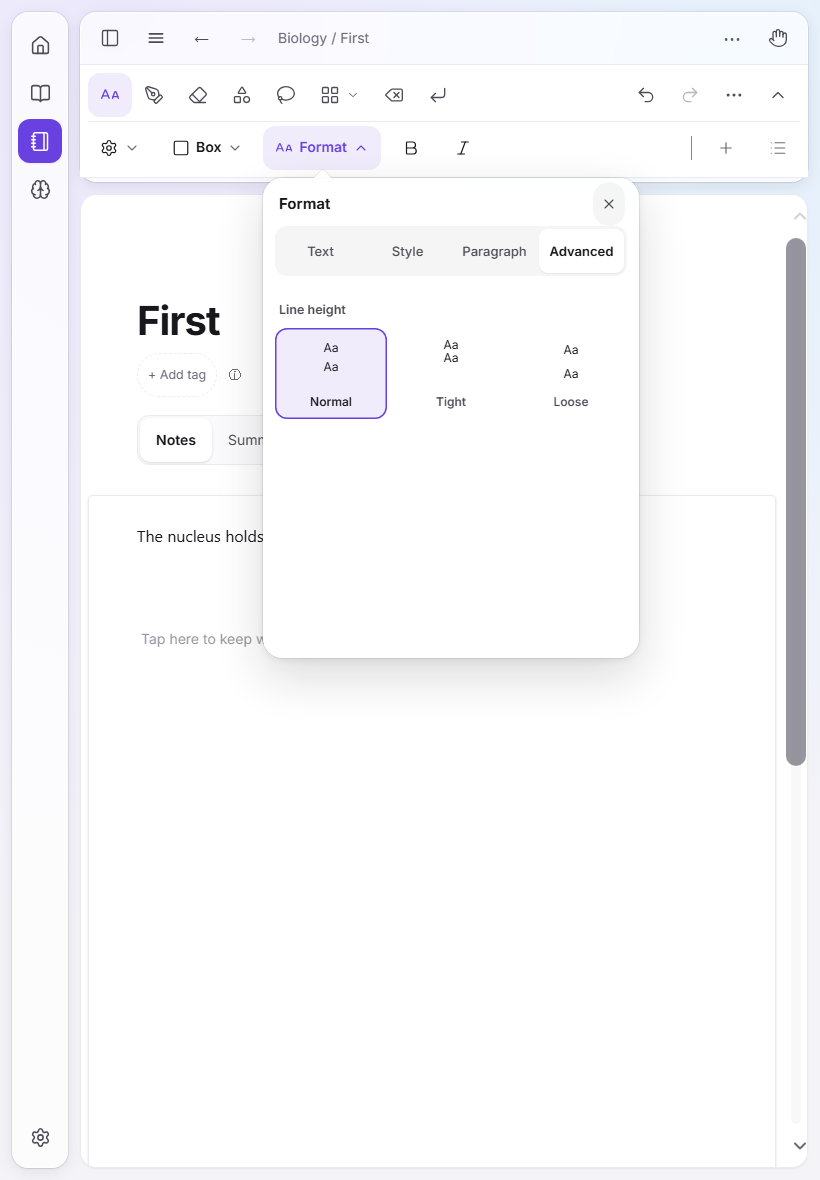 Biology / First
AA
Box
AA Format
B I
Format
Text Style Paragraph Advanced
Line height
Aa Aa Aa
Aa Aa Aa
Normal Tight Loose
First
+ Add tag
Notes Summ
The nucleus holds
Tap here to keep w